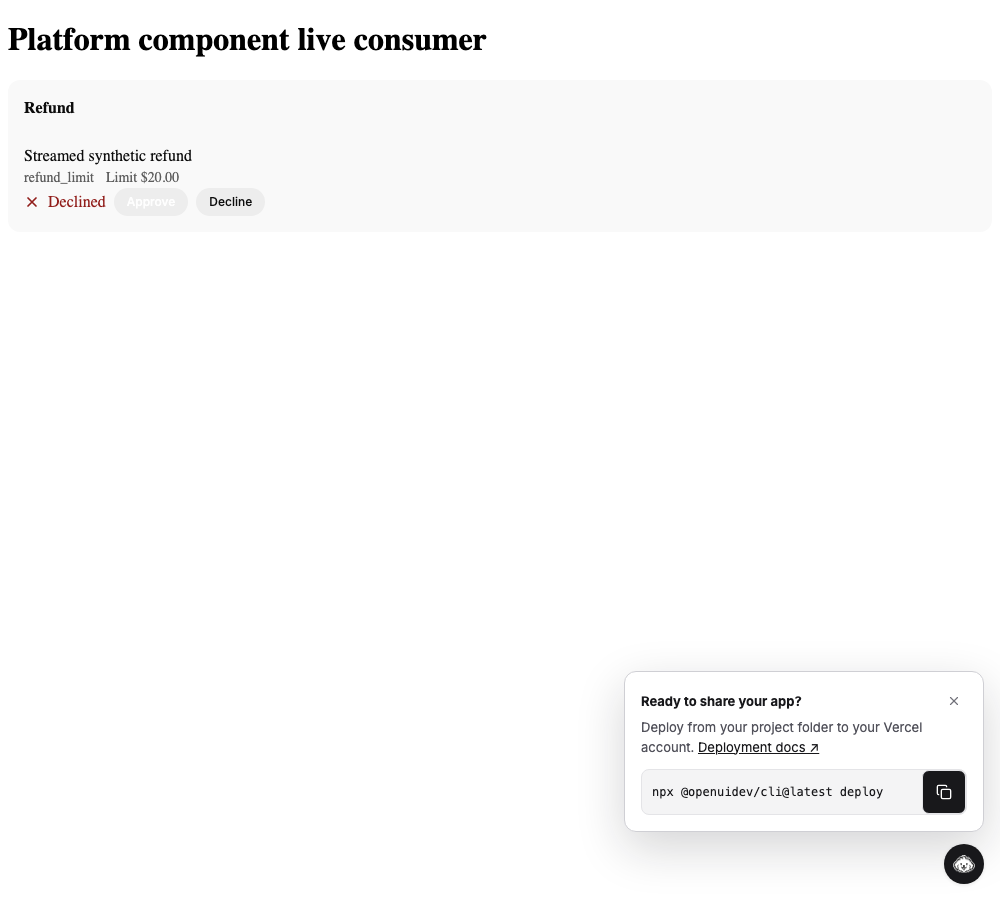 Platform component live consumer
Refund
Streamed synthetic refund
refund_limit Limit $20.00
Declined Approve Decline
Ready to share your app?
Deploy from your project folder to your Vercel
account. Deployment docs ↗
npx @openuidev/cli@latest deploy